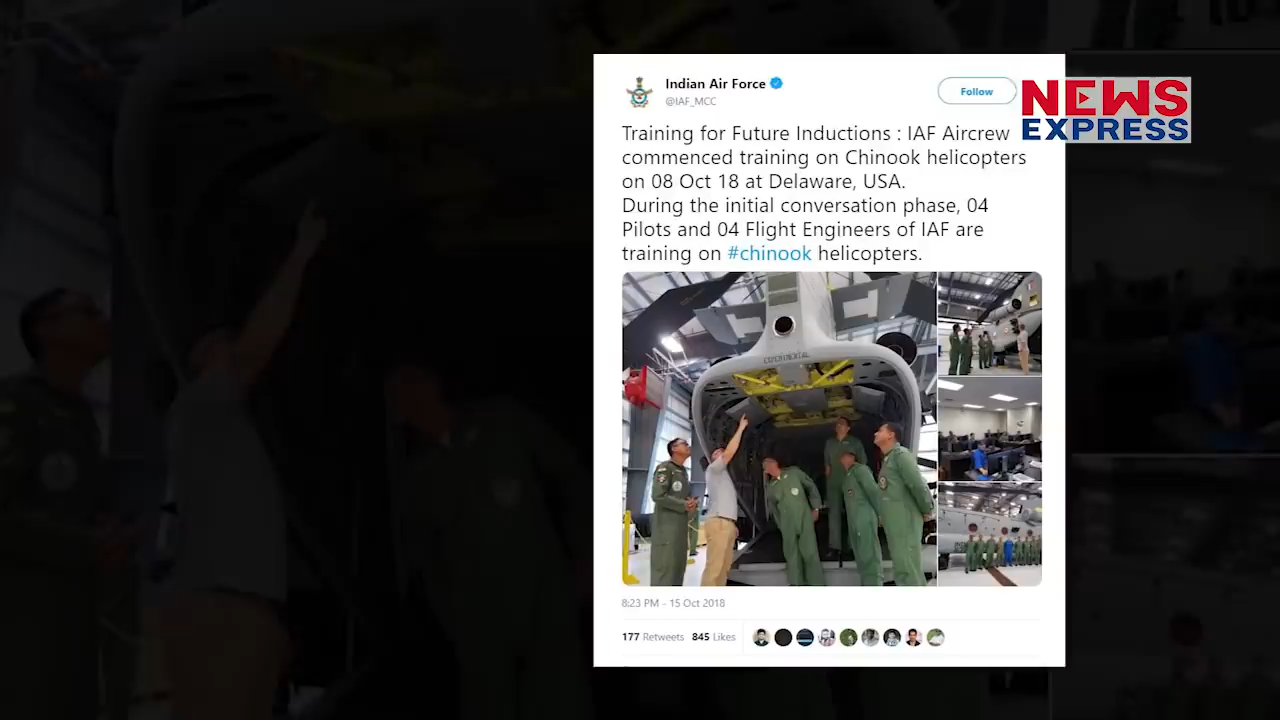 Indian Air Force
@IAF_MCC
Follow
NEWS
EXPRESS
Training for Future Inductions : IAF Aircrew
commenced training on Chinook helicopters
on 08 Oct 18 at Delaware, USA.
During the initial conversation phase, 04
Pilots and 04 Flight Engineers of IAF are
training on #chinook helicopters.
EXPERIMENTAL
8:23 PM - 15 Oct 2018
177 Retweets 845 Likes